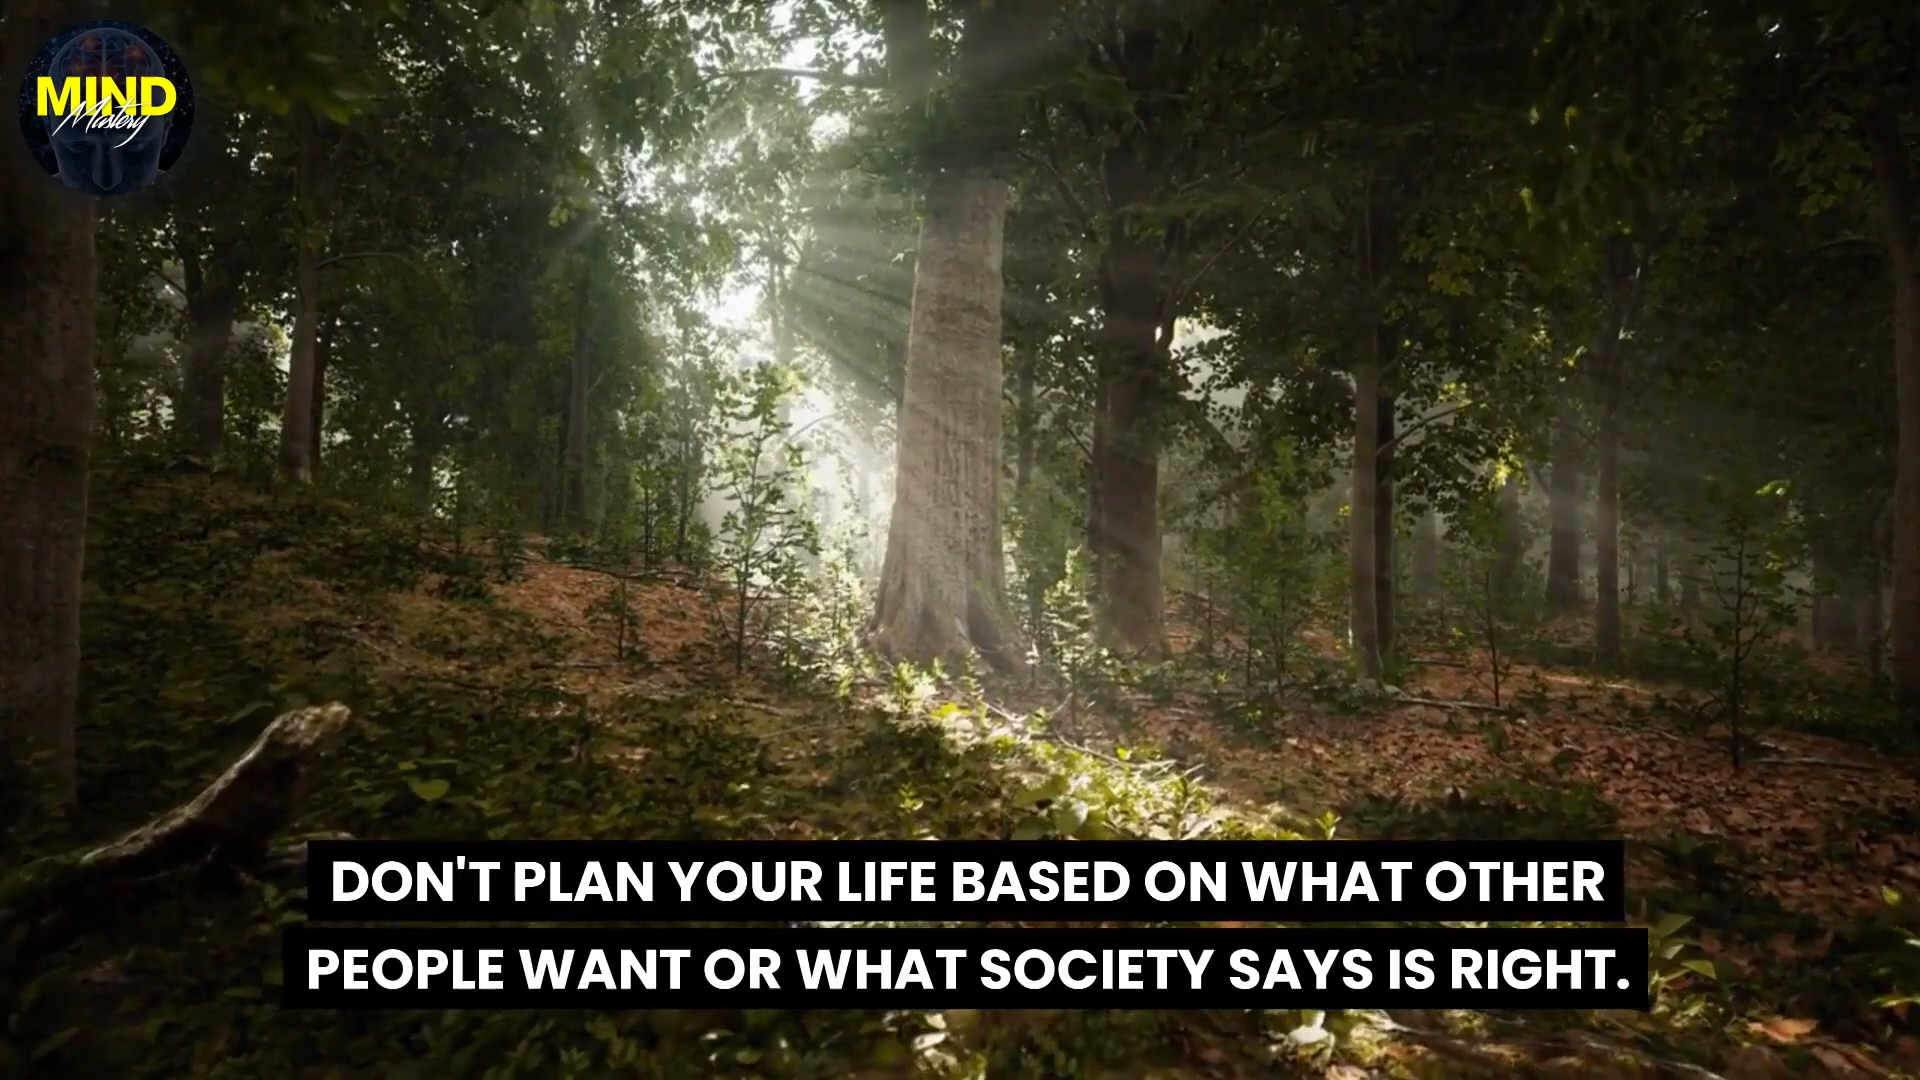 MIND
Mastery
DON'T PLAN YOUR LIFE BASED ON WHAT OTHER
PEOPLE WANT OR WHAT SOCIETY SAYS IS RIGHT.